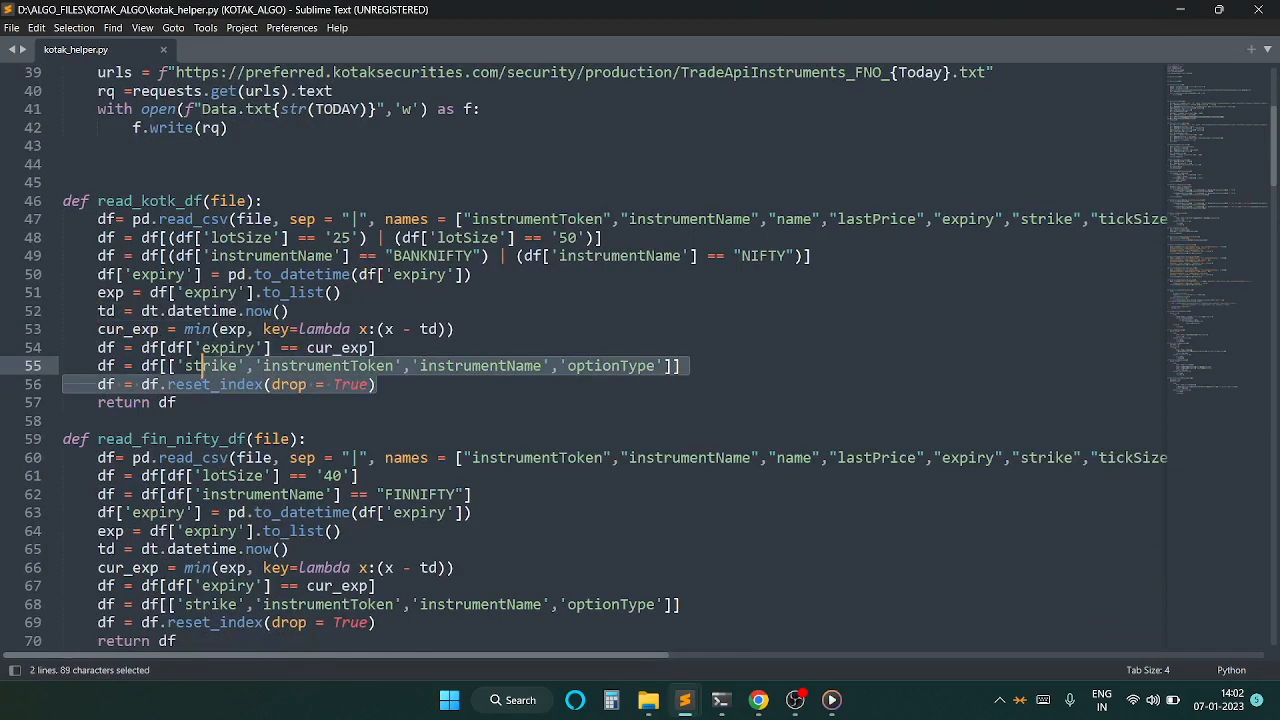 D:\ALGO_FILES\KOTAK_ALGO\kotak_helper.py (KOTAK_ALGO) - Sublime Text (UNREGISTERED)
File Edit Selection Find View Goto Tools Project Preferences Help
kotak_helper.py
39 urls = f"https://preferred.kotaksecurities.com/security/production/TradeApiInstruments_FNO_{Today}.txt"
40 rq =requests.get(urls).text
41 with open(f"Data.txt{str(TODAY)}",'w') as f:
42 f.write(rq)
43
44
45
46 def read_kotk_df(file):
47 df= pd.read_csv(file, sep = "|", names = ["instrumentToken","instrumentName","name","lastPrice","expiry","strike","tickSize
48 df = df[(df['lotSize'] == '25') | (df['lotSize'] == '50')]
49 df = df[(df['instrumentName'] == "BANKNIFTY") | (df['instrumentName'] == "NIFTY")]
50 df['expiry'] = pd.to_datetime(df['expiry'])
51 exp = df['expiry'].to_list()
52 td = dt.datetime.now()
53 cur_exp = min(exp, key=lambda x:(x - td))
54 df = df[df['expiry'] == cur_exp]
55 df = df[['strike','instrumentToken','instrumentName','optionType']]
56 df = df.reset_index(drop = True)
57 return df
58
59 def read_fin_nifty_df(file):
60 df= pd.read_csv(file, sep = "|", names = ["instrumentToken","instrumentName","name","lastPrice","expiry","strike","tickSize
61 df = df[df['lotSize'] == '40']
62 df = df[df['instrumentName'] == "FINNIFTY"]
63 df['expiry'] = pd.to_datetime(df['expiry'])
64 exp = df['expiry'].to_list()
65 td = dt.datetime.now()
66 cur_exp = min(exp, key=lambda x:(x - td))
67 df = df[df['expiry'] == cur_exp]
68 df = df[['strike','instrumentToken','instrumentName','optionType']]
69 df = df.reset_index(drop = True)
70 return df
2 lines, 89 characters selected Tab Size: 4 Python
Search ENG IN 14:02 07-01-2023 5